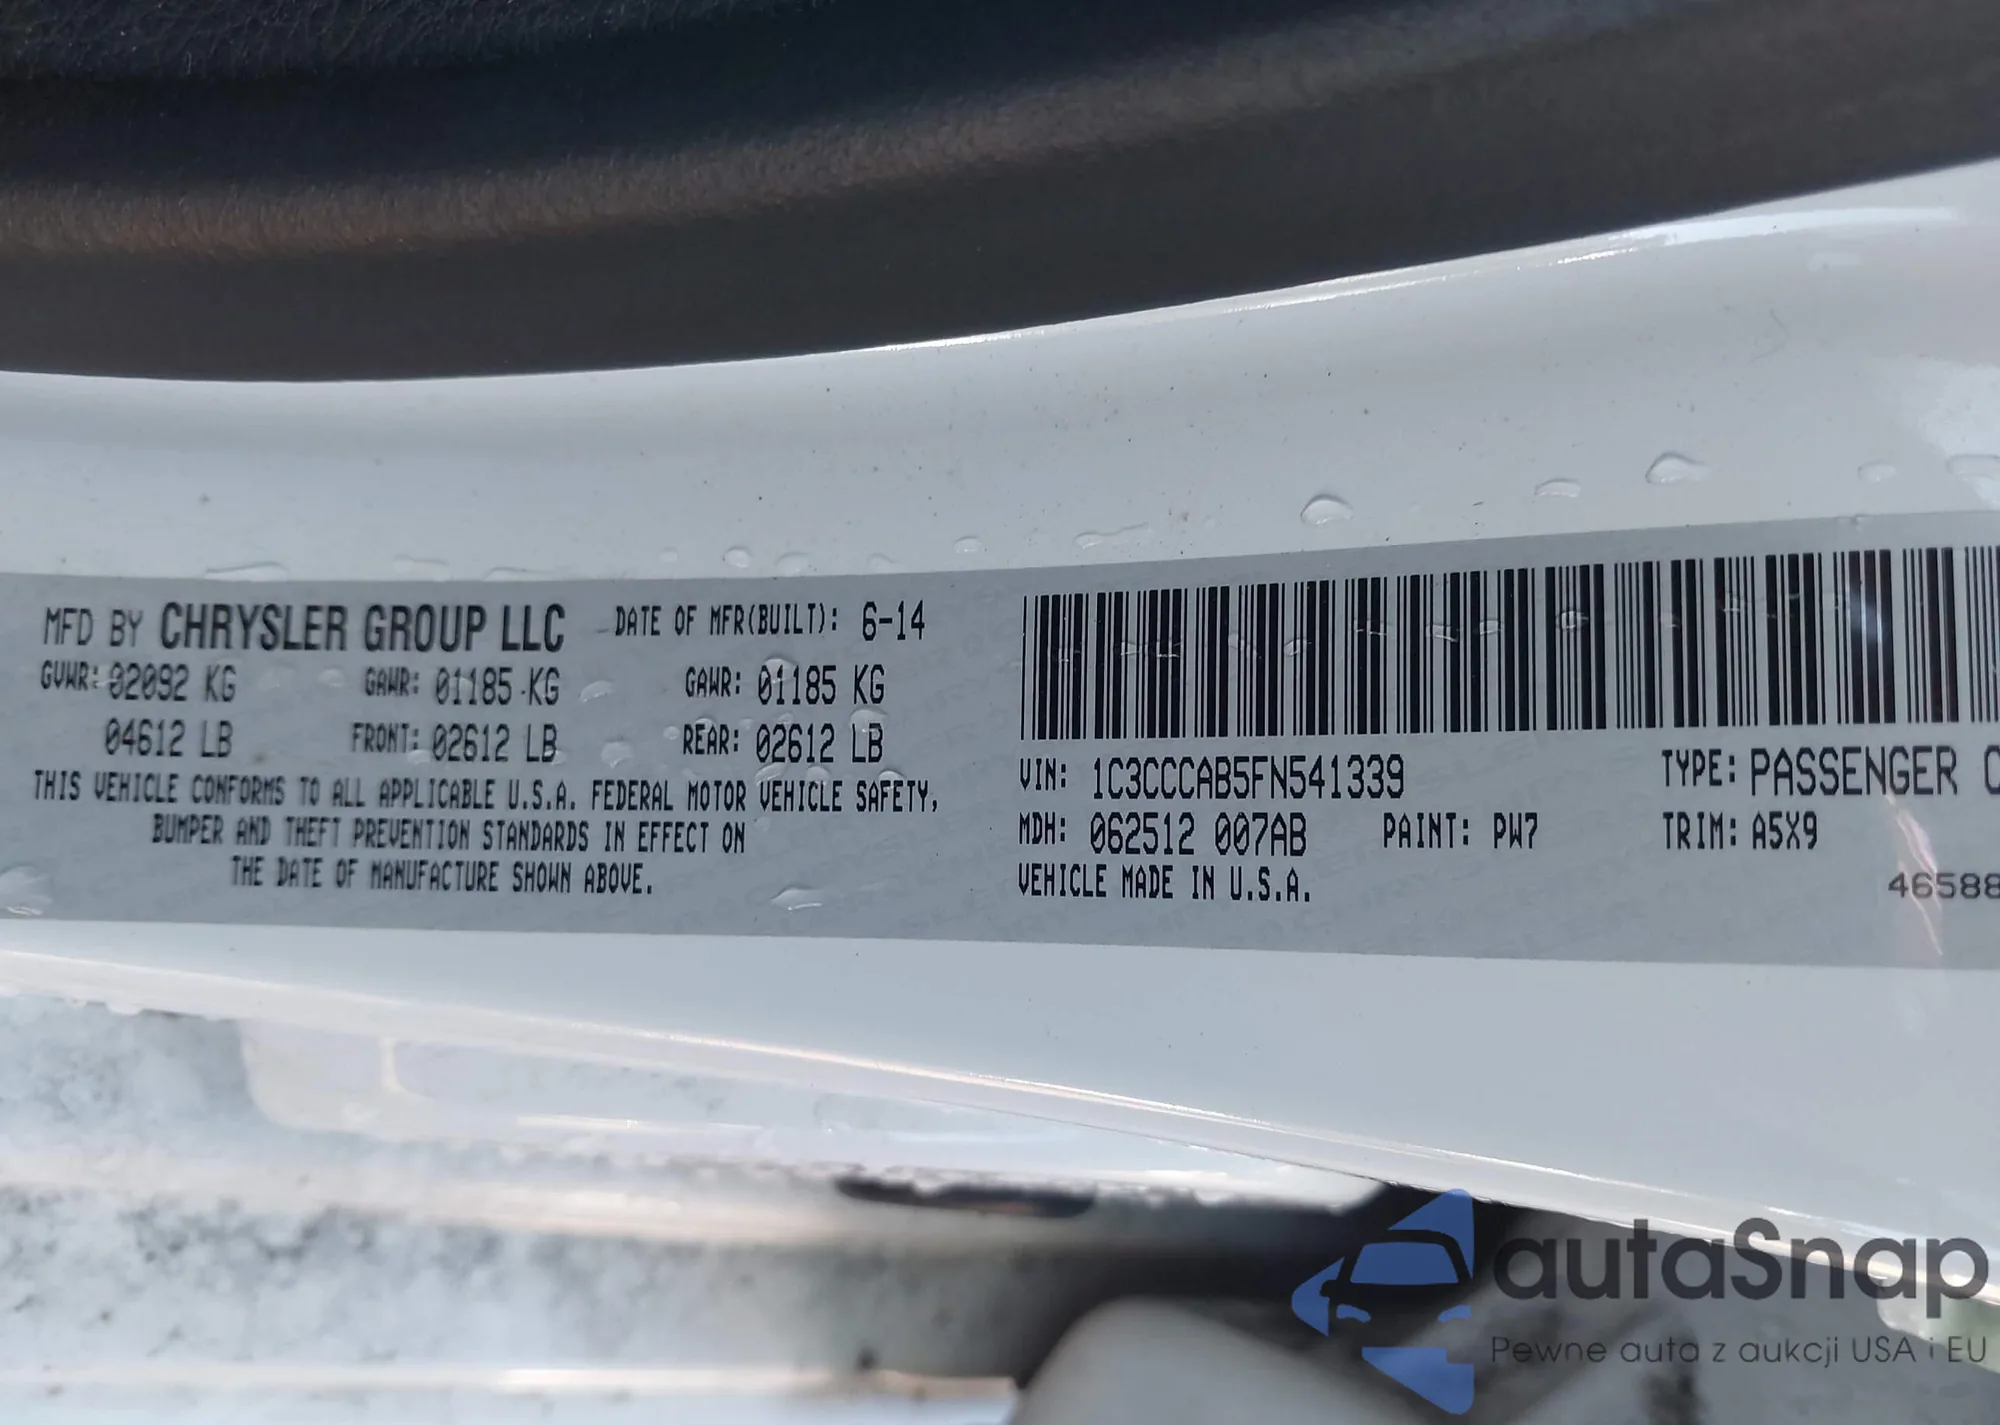 MFD BY CHRYSLER GROUP LLC DATE OF MFR(BUILT): 6-14
GVWR: 02092 KG GAWR: 01185 KG GAWR: 01185 KG
04612 LB FRONT: 02612 LB REAR: 02612 LB
THIS VEHICLE CONFORMS TO ALL APPLICABLE U.S.A. FEDERAL MOTOR VEHICLE SAFETY,
BUMPER AND THEFT PREVENTION STANDARDS IN EFFECT ON
THE DATE OF MANUFACTURE SHOWN ABOVE.
VIN: 1C3CCCAB5FN541339 TYPE: PASSENGER C
MDH: 062512 007AB PAINT: PW7 TRIM: A5X9
VEHICLE MADE IN U.S.A.
46588
autaSnap
Pewne auta z aukcji USA i EU